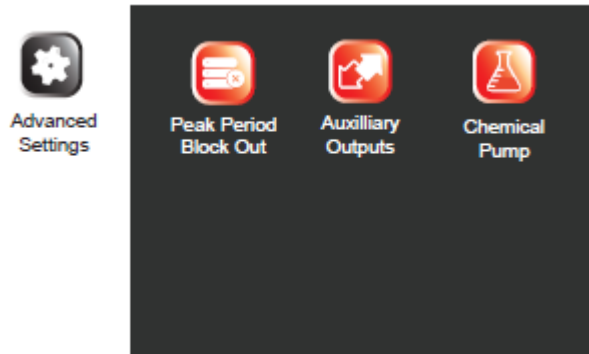 Advanced
Settings
Peak Period
Block Out
Auxilliary
Outputs
Chemical
Pump